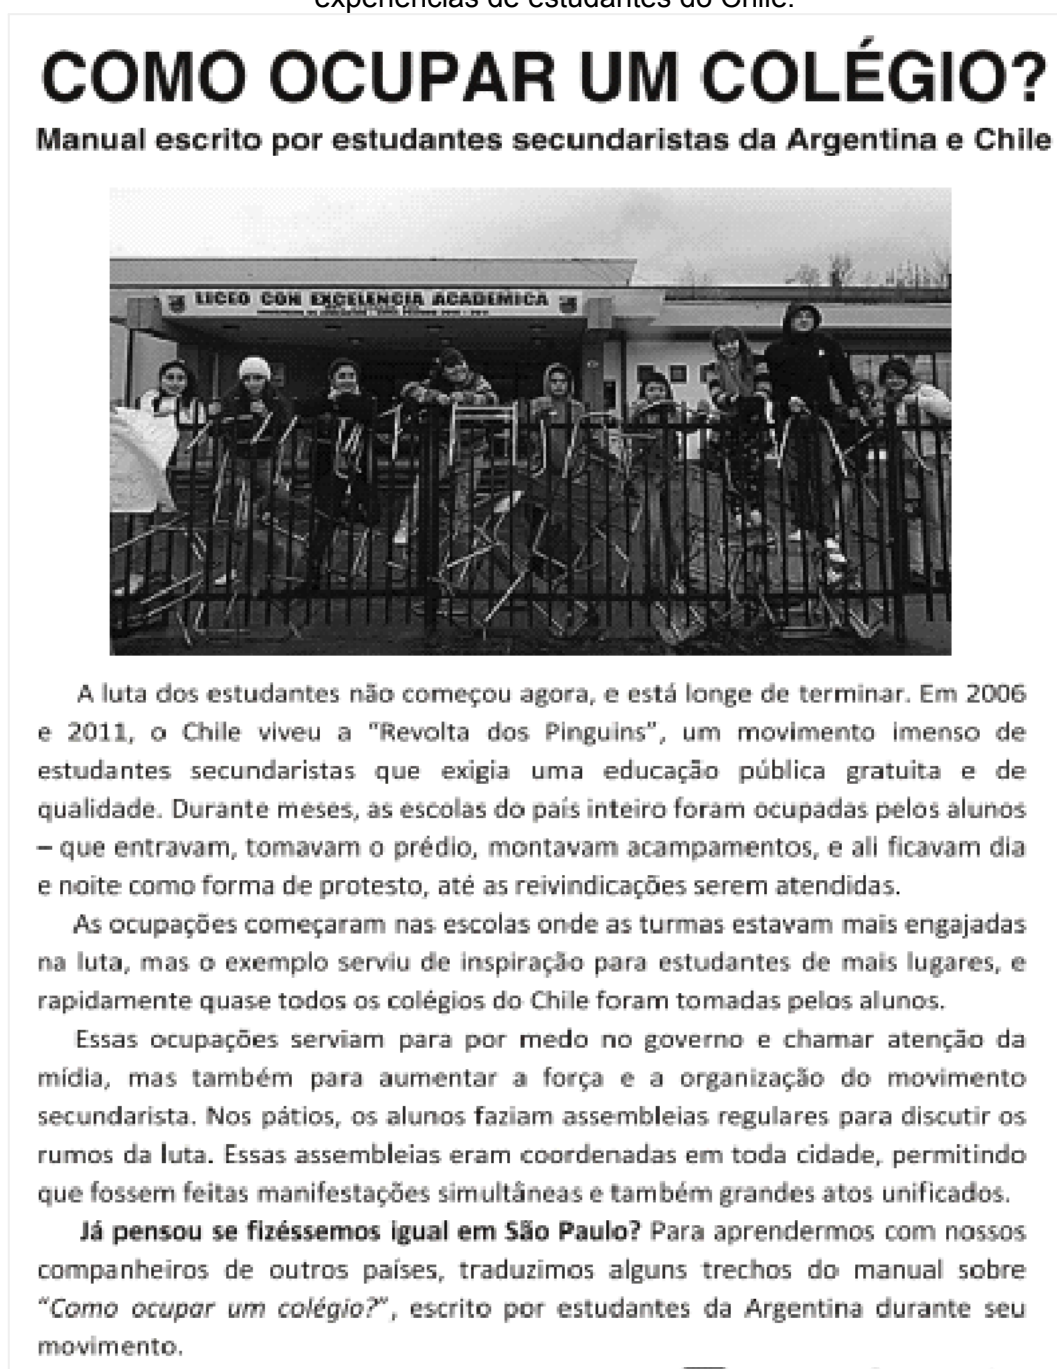 experiências de estudantes do Chile.
COMO OCUPAR UM COLÉGIO?
Manual escrito por estudantes secundaristas da Argentina e Chile
LICEO CON EXCELENCIA ACADEMICA
A luta dos estudantes não começou agora, e está longe de terminar. Em 2006
e 2011, o Chile viveu a “Revolta dos Pinguins”, um movimento imenso de
estudantes secundaristas que exigia uma educação pública gratuita e de
qualidade. Durante meses, as escolas do país inteiro foram ocupadas pelos alunos
– que entravam, tomavam o prédio, montavam acampamentos, e ali ficavam dia
e noite como forma de protesto, até as reivindicações serem atendidas.
As ocupações começaram nas escolas onde as turmas estavam mais engajadas
na luta, mas o exemplo serviu de inspiração para estudantes de mais lugares, e
rapidamente quase todos os colégios do Chile foram tomadas pelos alunos.
Essas ocupações serviam para por medo no governo e chamar atenção da
mídia, mas também para aumentar a força e a organização do movimento
secundarista. Nos pátios, os alunos faziam assembleias regulares para discutir os
rumos da luta. Essas assembleias eram coordenadas em toda cidade, permitindo
que fossem feitas manifestações simultâneas e também grandes atos unificados.
Já pensou se fizéssemos igual em São Paulo? Para aprendermos com nossos
companheiros de outros países, traduzimos alguns trechos do manual sobre
“Como ocupar um colégio?”, escrito por estudantes da Argentina durante seu
movimento.